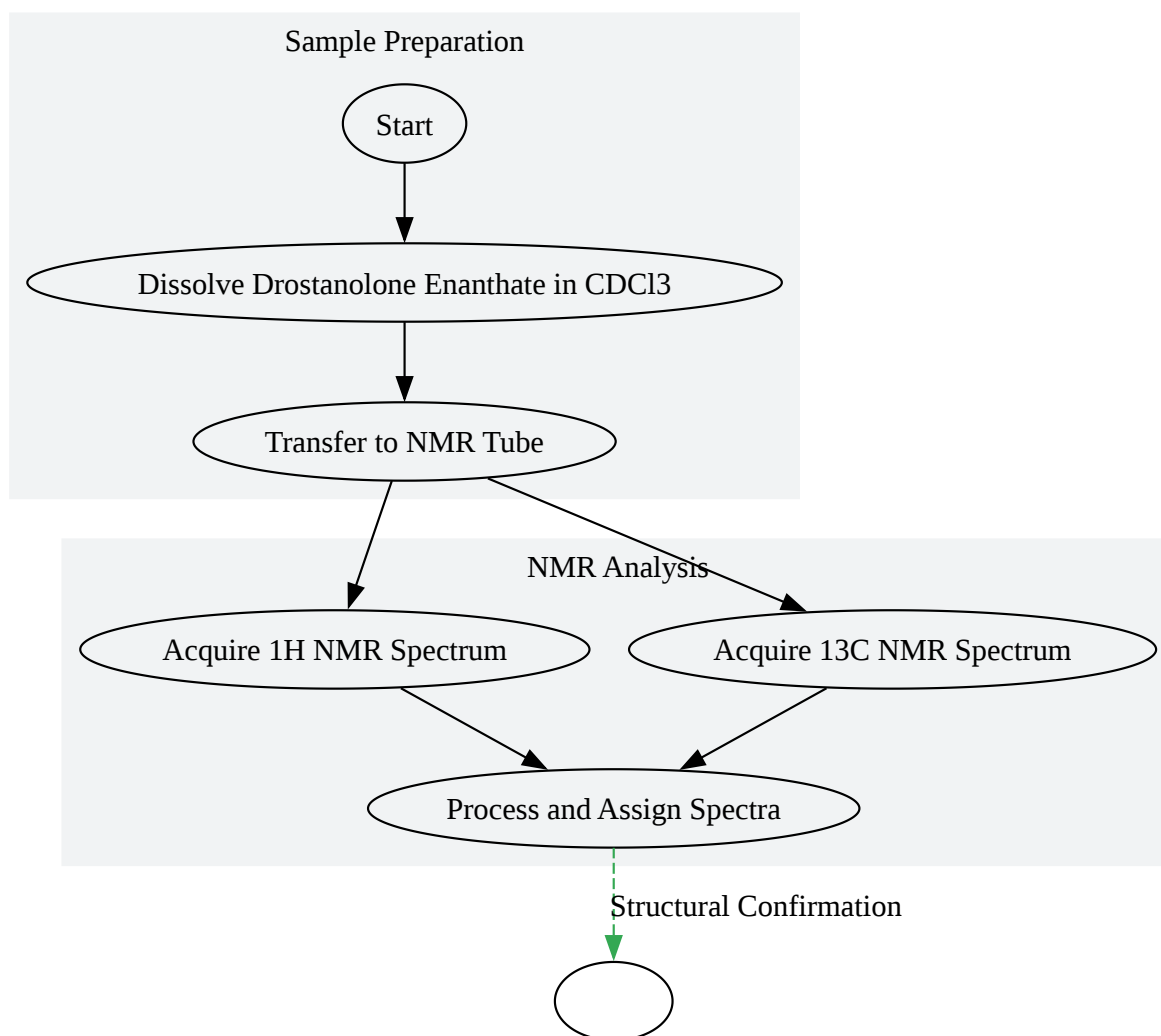 Sample Preparation
Start
Dissolve Drostanolone Enanthate in CDCl3
Transfer to NMR Tube
NMR Analysis
Acquire 1H NMR Spectrum
Acquire 13C NMR Spectrum
Process and Assign Spectra
Structural Confirmation